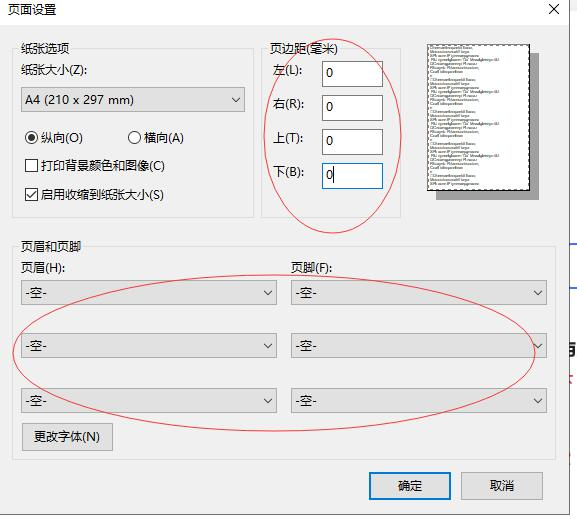 页面设置
纸张选项
纸张大小(Z):
A4 (210 x 297 mm)
纵向(O)
横向(A)
打印背景颜色和图像(C)
启用收缩到纸张大小(S)
页边距(毫米)
左(L):
0
右(R):
0
上(T):
0
下(B):
0
页眉和页脚
页眉(H):
页脚(F):
-空-
-空-
-空-
-空-
-空-
-空-
更改字体(N)
确定
取消